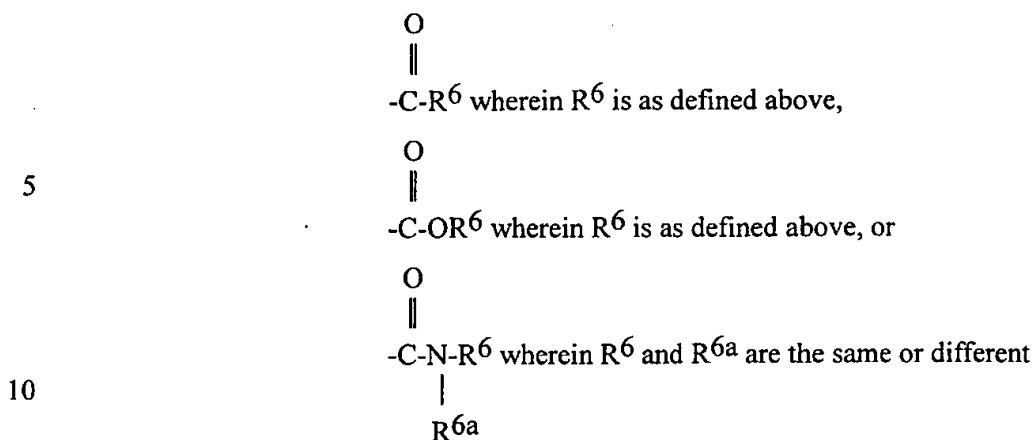 O
||
-C-R6 wherein R6 is as defined above,
O
5 ||
-C-OR6 wherein R6 is as defined above, or
O
||
-C-N-R6 wherein R6 and R6a are the same or different
10 |
R6a